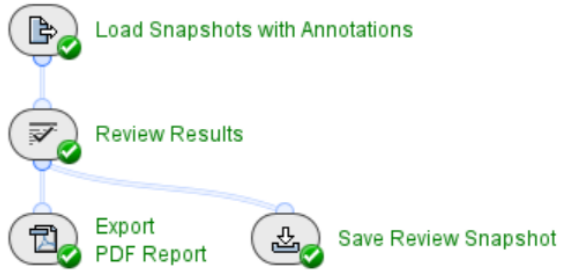 Load Snapshots with Annotations
Review Results
Export
PDF Report
Save Review Snapshot